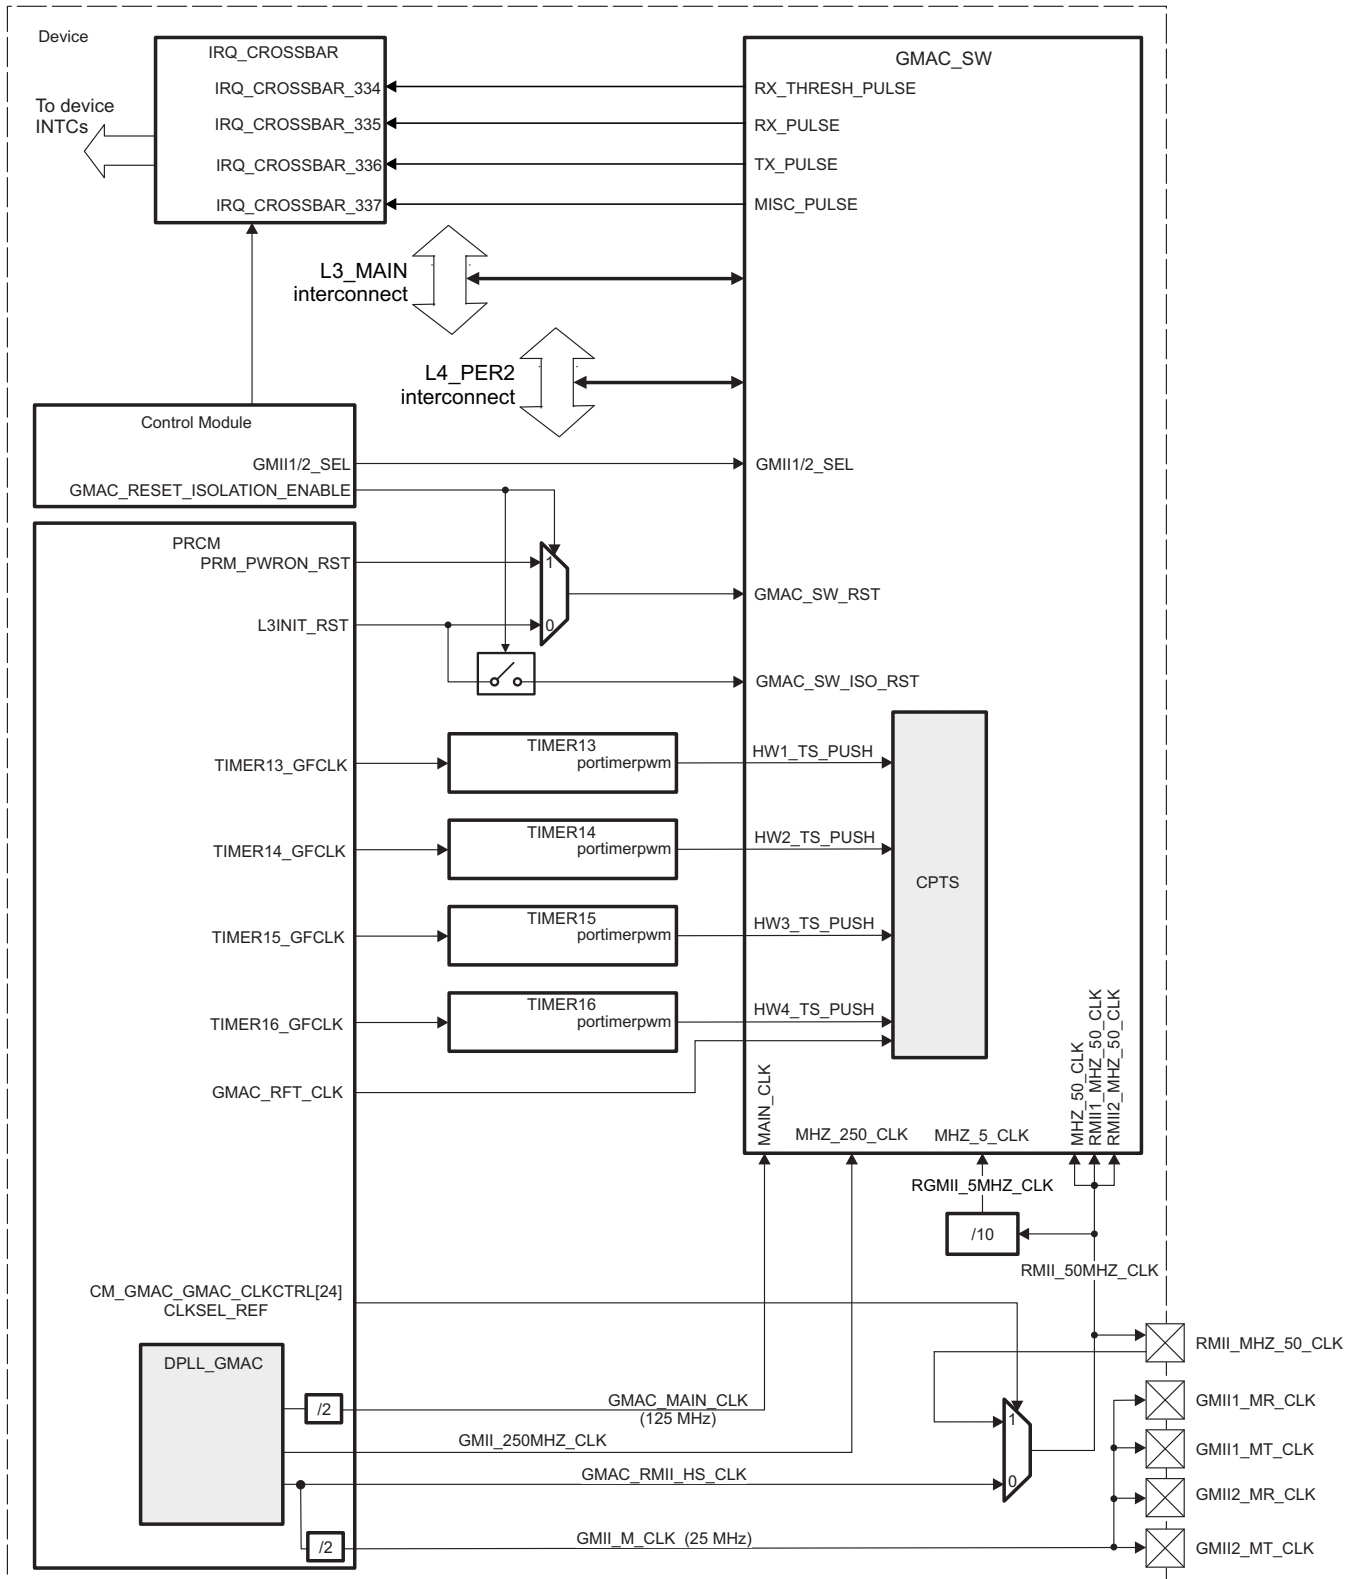 Device
IRQ_CROSSBAR
GMAC_SW
IRQ_CROSSBAR_334
RX_THRESH_PULSE
To device
INTCs
IRQ_CROSSBAR_335
RX_PULSE
IRQ_CROSSBAR_336
TX_PULSE
IRQ_CROSSBAR_337
MISC_PULSE
L3_MAIN
interconnect
L4_PER2
interconnect
Control Module
GMII1/2_SEL
GMII1/2_SEL
GMAC_RESET_ISOLATION_ENABLE
PRCM
PRM_PWRON_RST
1
GMAC_SW_RST
L3INIT_RST
0
GMAC_SW_ISO_RST
TIMER13
portimerpwm
HW1_TS_PUSH
TIMER13_GFCLK
TIMER14
portimerpwm
HW2_TS_PUSH
TIMER14_GFCLK
CPTS
TIMER15
portimerpwm
HW3_TS_PUSH
TIMER15_GFCLK
TIMER16
portimerpwm
HW4_TS_PUSH
TIMER16_GFCLK
GMAC_RFT_CLK
MAIN_CLK
MHZ_250_CLK
MHZ_5_CLK
MHZ_50_CLK
RMII1_MHZ_50_CLK
RMII2_MHZ_50_CLK
RGMII_5MHZ_CLK
/10
RMII_50MHZ_CLK
CM_GMAC_GMAC_CLKCTRL[24]
CLKSEL_REF
RMII_MHZ_50_CLK
DPLL_GMAC
/2
GMAC_MAIN_CLK
(125 MHz)
GMII1_MR_CLK
1
GMII_250MHZ_CLK
GMII1_MT_CLK
GMAC_RMII_HS_CLK
0
GMII2_MR_CLK
/2
GMII_M_CLK (25 MHz)
GMII2_MT_CLK